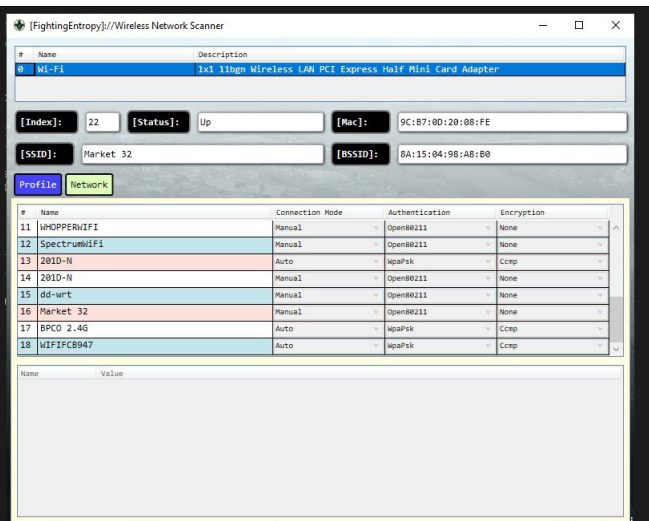 [FightingEntropy]://Wireless Network Scanner
# Name Description
0 Wi-Fi 1x1 11bgn Wireless LAN PCI Express Half Mini Card Adapter
[Index]: 22 [Status]: Up [Mac]: 9C:B7:0D:20:08:FE
[SSID]: Market 32 [BSSID]: 8A:15:04:98:A8:B0
Profile Network
# Name Connection Mode Authentication Encryption
11 WHOPPERWIFI Manual Open80211 None
12 SpectrumWiFi Manual Open80211 None
13 201D-N Auto WpaPsk Ccmp
14 201D-N Manual Open80211 None
15 dd-wrt Manual Open80211 None
16 Market 32 Manual Open80211 None
17 BPCO 2.4G Auto WpaPsk Ccmp
18 WIFIFCB947 Auto WpaPsk Ccmp
Name Value